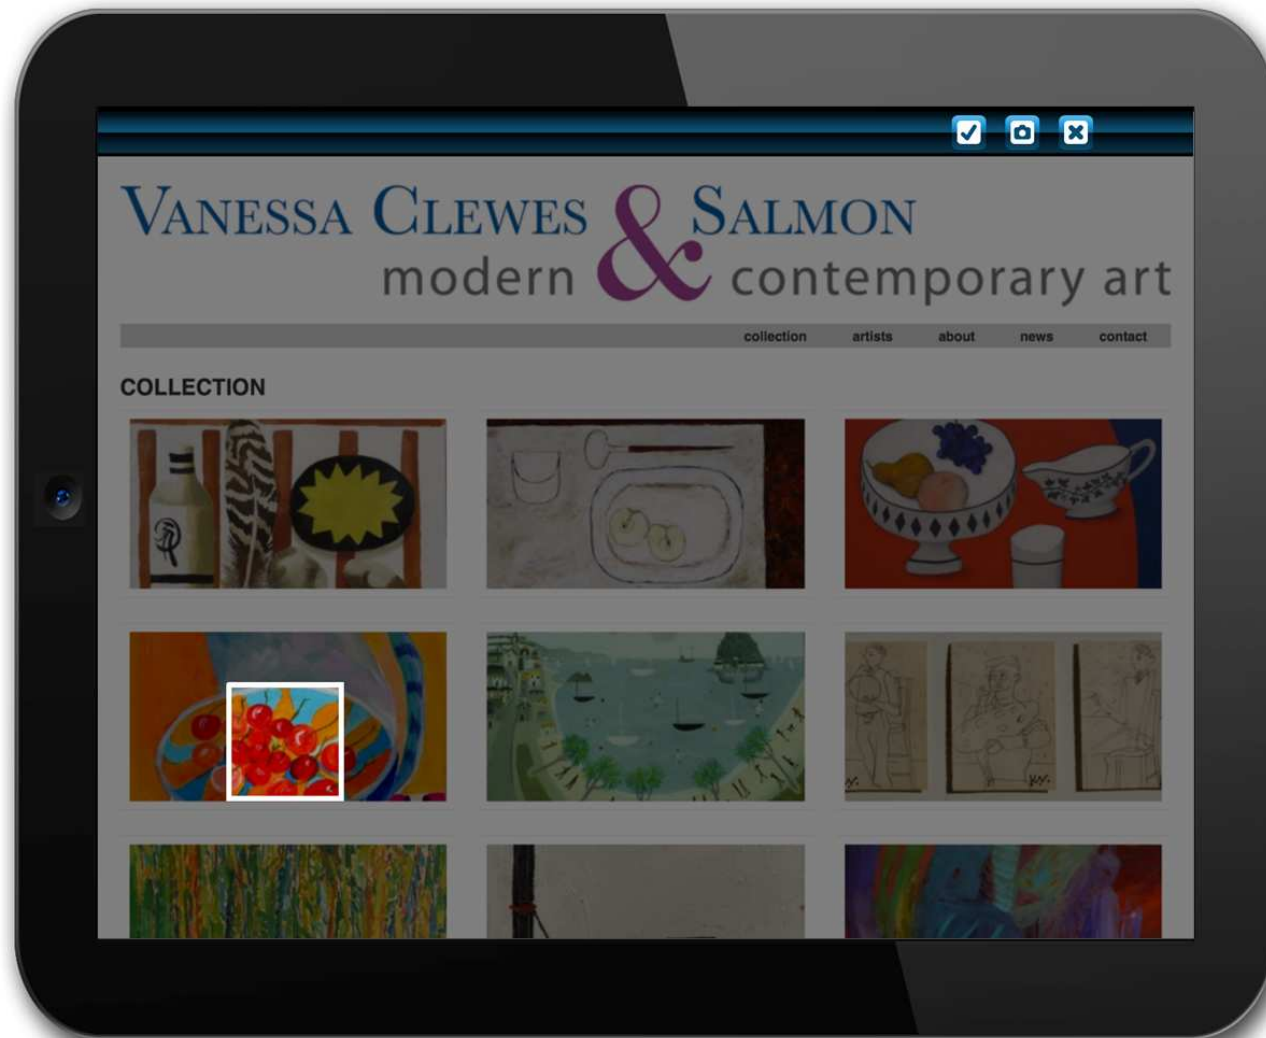 VANESSA CLEWES & SALMON
modern & contemporary art
collection artists about news contact
COLLECTION